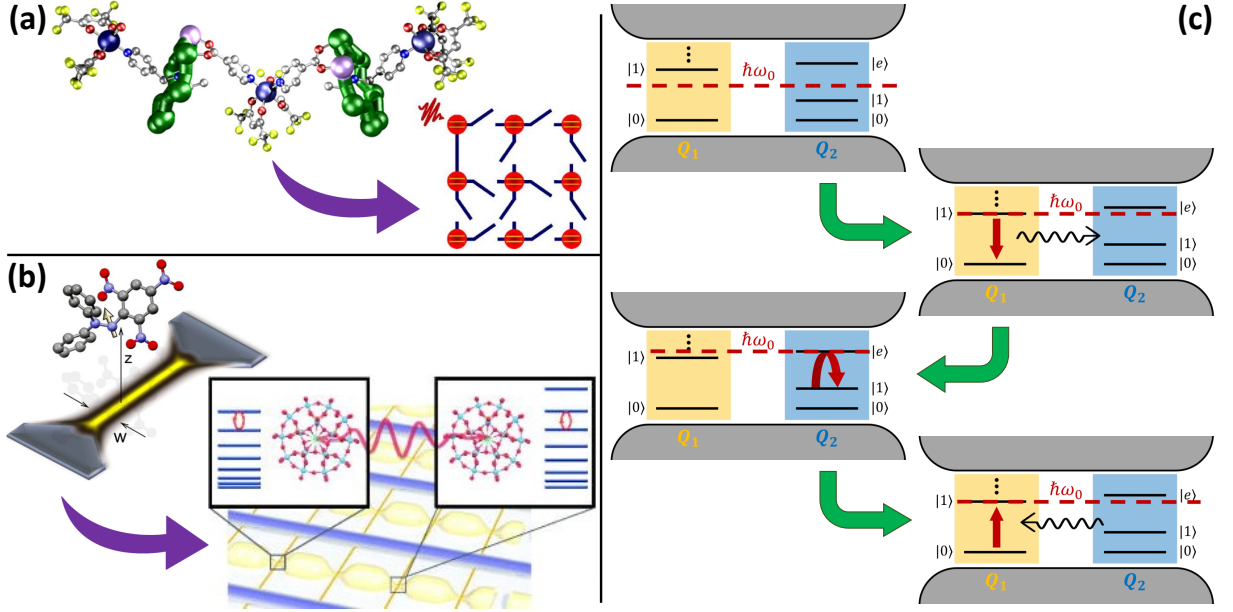 (a)
(b)
z
w
(c)
|1⟩
|0⟩
ħω₀
|e⟩
|1⟩
|0⟩
Q₁
Q₂
|1⟩
|0⟩
ħω₀
|e⟩
|1⟩
|0⟩
Q₁
Q₂
|1⟩
|0⟩
ħω₀
|e⟩
|1⟩
|0⟩
Q₁
Q₂
|1⟩
|0⟩
ħω₀
|e⟩
|1⟩
|0⟩
Q₁
Q₂